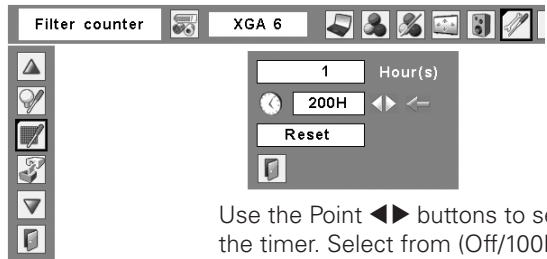 Filter counter XGA 6
1 Hour(s)
200H
Reset
Use the Point ◀▶ buttons to
the timer. Select from (Off/100